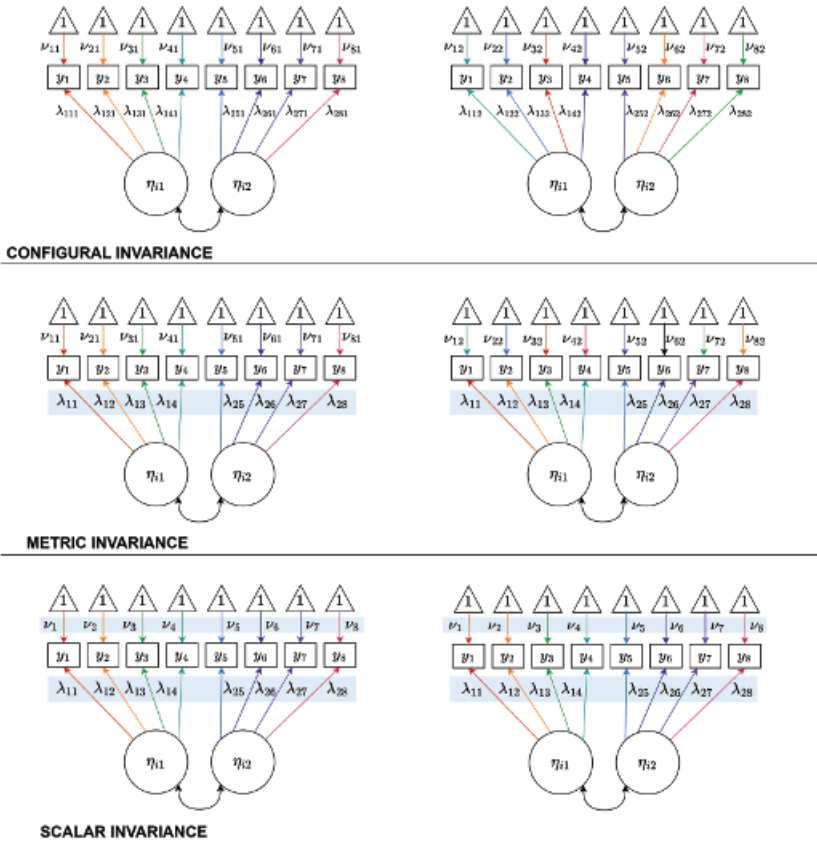 1 1 1 1 1 1 1 1 1 1 1 1 1 1 1 1
ν11 ν21 ν31 ν41 ν51 ν61 ν71 ν81 ν12 ν22 ν32 ν42 ν52 ν62 ν72 ν82
y1 y2 y3 y4 y5 y6 y7 y8 y1 y2 y3 y4 y5 y6 y7 y8
λ111 λ121 λ131 λ141 λ251 λ261 λ271 λ281 λ112 λ122 λ132 λ142 λ252 λ262 λ272 λ282
ηi1 ηi2 ηi1 ηi2
CONFIGURAL INVARIANCE
1 1 1 1 1 1 1 1 1 1 1 1 1 1 1 1
ν11 ν21 ν31 ν41 ν51 ν61 ν71 ν81 ν12 ν22 ν32 ν42 ν52 ν62 ν72 ν82
y1 y2 y3 y4 y5 y6 y7 y8 y1 y2 y3 y4 y5 y6 y7 y8
λ11 λ12 λ13 λ14 λ25 λ26 λ27 λ28 λ11 λ12 λ13 λ14 λ25 λ26 λ27 λ28
ηi1 ηi2 ηi1 ηi2
METRIC INVARIANCE
1 1 1 1 1 1 1 1 1 1 1 1 1 1 1 1
ν1 ν2 ν3 ν4 ν5 ν6 ν7 ν8 ν1 ν2 ν3 ν4 ν5 ν6 ν7 ν8
y1 y2 y3 y4 y5 y6 y7 y8 y1 y2 y3 y4 y5 y6 y7 y8
λ11 λ12 λ13 λ14 λ25 λ26 λ27 λ28 λ11 λ12 λ13 λ14 λ25 λ26 λ27 λ28
ηi1 ηi2 ηi1 ηi2
SCALAR INVARIANCE